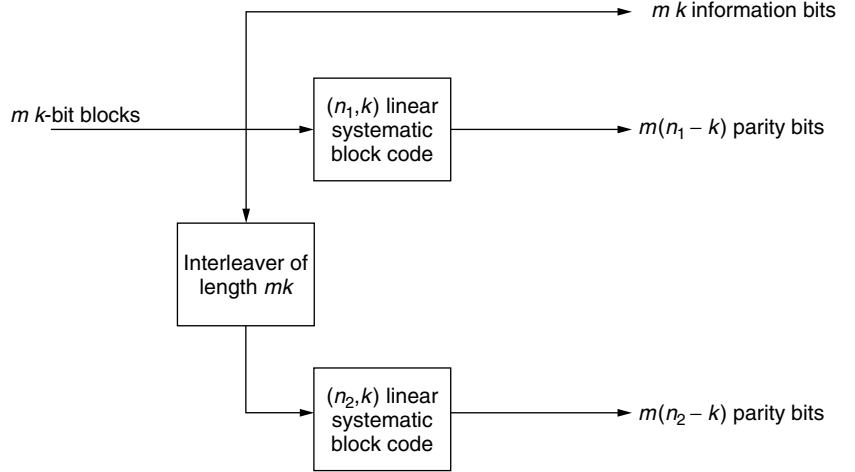 m k information bits
m k-bit blocks
(n₁,k) linear
systematic
block code
m(n₁ – k) parity bits
Interleaver of
length mk
(n₂,k) linear
systematic
block code
m(n₂ – k) parity bits